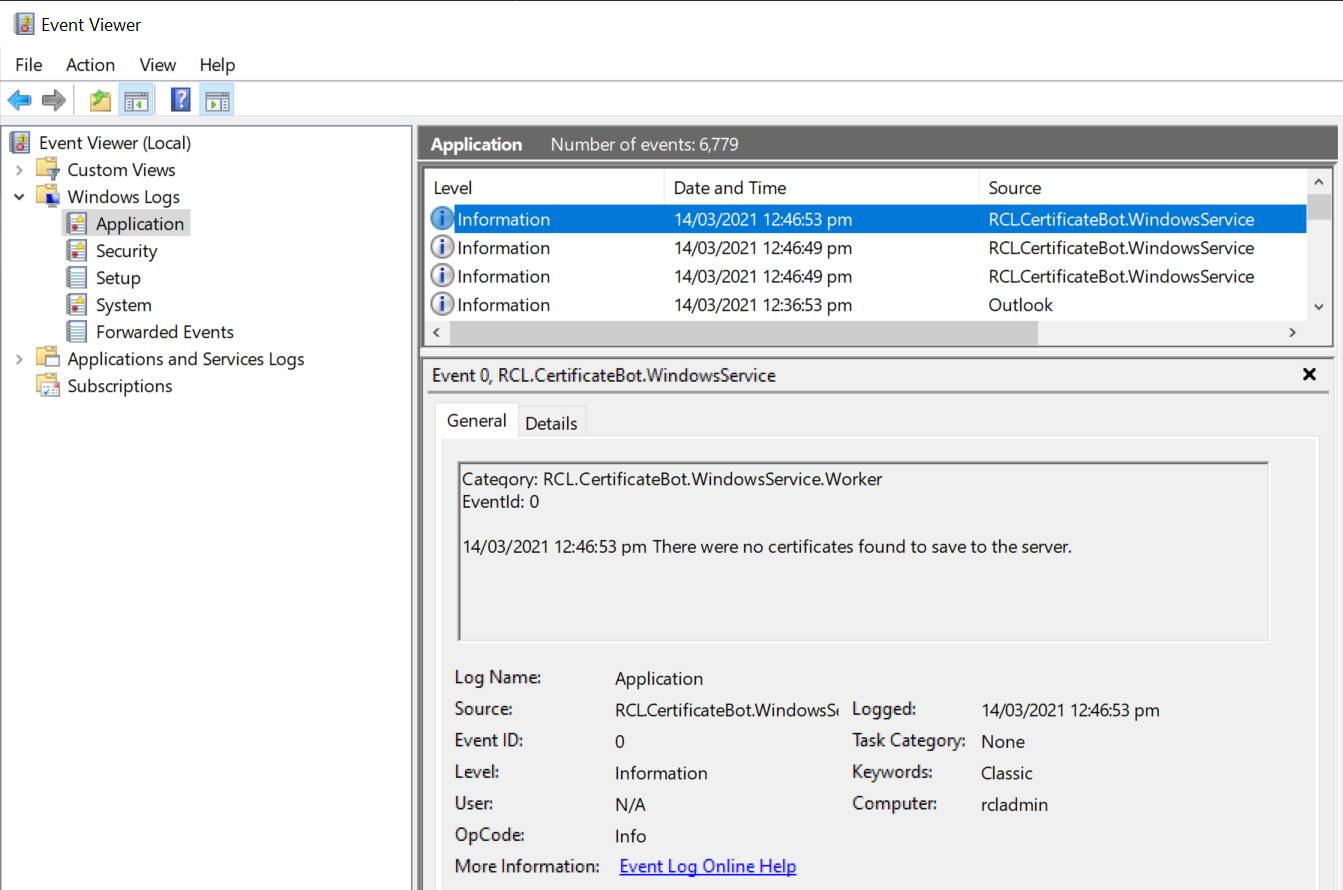 Event Viewer
File Action View Help
Event Viewer (Local)
Custom Views
Windows Logs
Application
Security
Setup
System
Forwarded Events
Applications and Services Logs
Subscriptions
Application Number of events: 6,779
Level Date and Time Source
Information 14/03/2021 12:46:53 pm RCL.CertificateBot.WindowsService
Information 14/03/2021 12:46:49 pm RCL.CertificateBot.WindowsService
Information 14/03/2021 12:46:49 pm RCL.CertificateBot.WindowsService
Information 14/03/2021 12:36:53 pm Outlook
Event 0, RCL.CertificateBot.WindowsService
General Details
Category: RCL.CertificateBot.WindowsService.Worker
EventId: 0
14/03/2021 12:46:53 pm There were no certificates found to save to the server.
Log Name: Application
Source: RCL.CertificateBot.WindowsSe Logged: 14/03/2021 12:46:53 pm
Event ID: 0 Task Category: None
Level: Information Keywords: Classic
User: N/A Computer: rcladmin
OpCode: Info
More Information: Event Log Online Help